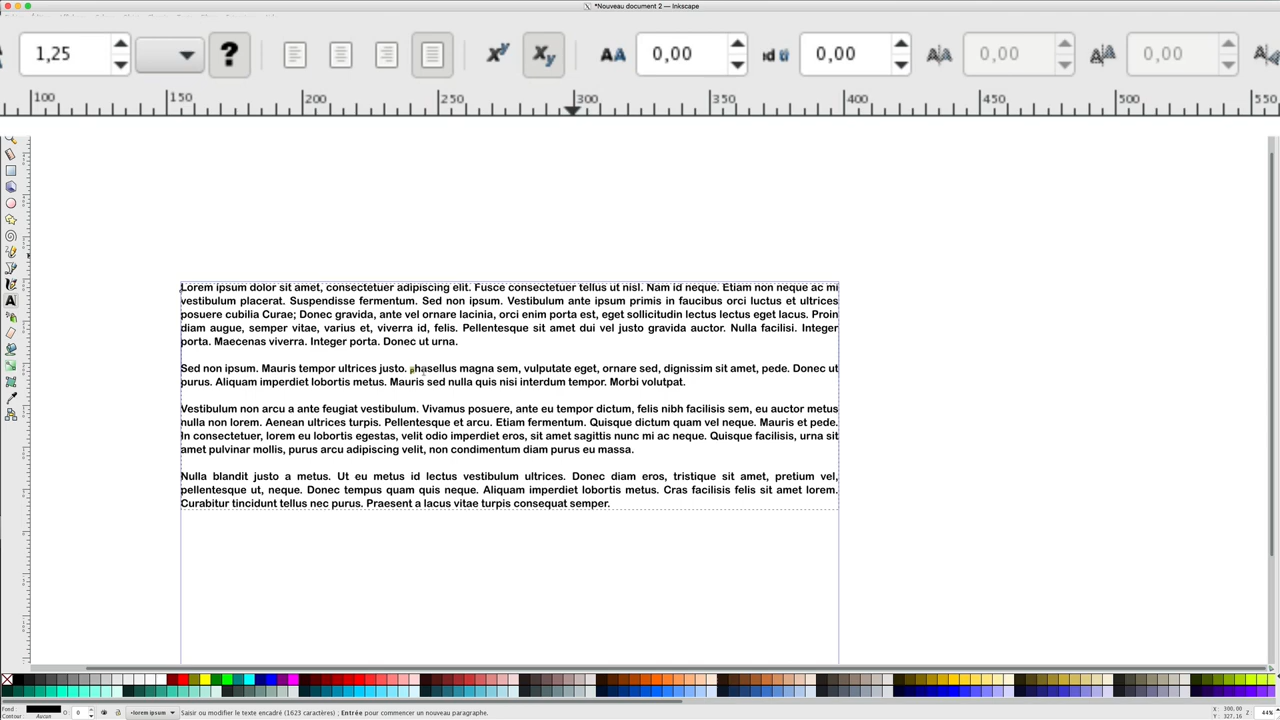 *Nouveau document 2 — Inkscape
1,25 ? xʸ xᵧ AA 0,00 0,00 0,00 0,00
100 150 200 250 300 350 400 450 500 550
Lorem ipsum dolor sit amet, consectetuer adipiscing elit. Fusce consectetuer tellus ut nisl. Nam id neque. Etiam non neque ac mi
vestibulum placerat. Suspendisse fermentum. Sed non ipsum. Vestibulum ante ipsum primis in faucibus orci luctus et ultrices
posuere cubilia Curae; Donec gravida, ante vel ornare lacinia, orci enim porta est, eget sollicitudin lectus lectus eget lacus. Proin
diam augue, semper vitae, varius et, viverra id, felis. Pellentesque sit amet dui vel justo gravida auctor. Nulla facilisi. Integer
porta. Maecenas viverra. Integer porta. Donec ut urna.
Sed non ipsum. Mauris tempor ultrices justo. phasellus magna sem, vulputate eget, ornare sed, dignissim sit amet, pede. Donec ut
purus. Aliquam imperdiet lobortis metus. Mauris sed nulla quis nisi interdum tempor. Morbi volutpat.
Vestibulum non arcu a ante feugiat vestibulum. Vivamus posuere, ante eu tempor dictum, felis nibh facilisis sem, eu auctor metus
nulla non lorem. Aenean ultrices turpis. Pellentesque et arcu. Etiam fermentum. Quisque dictum quam vel neque. Mauris et pede.
In consectetuer, lorem eu lobortis egestas, velit odio imperdiet eros, sit amet sagittis nunc mi ac neque. Quisque facilisis, urna sit
amet pulvinar mollis, purus arcu adipiscing velit, non condimentum diam purus eu massa.
Nulla blandit justo a metus. Ut eu metus id lectus vestibulum ultrices. Donec diam eros, tristique sit amet, pretium vel,
pellentesque ut, neque. Donec tempus quam quis neque. Aliquam imperdiet lobortis metus. Cras facilisis felis sit amet lorem.
Curabitur tincidunt tellus nec purus. Praesent a lacus vitae turpis consequat semper.
Fond : O 0 lorem ipsum Saisir ou modifier le texte encadré (1623 caractères) ; Entrée pour commencer un nouveau paragraphe. X : 300,00 Z : 44%
Contour : Aucun Y : 327,16